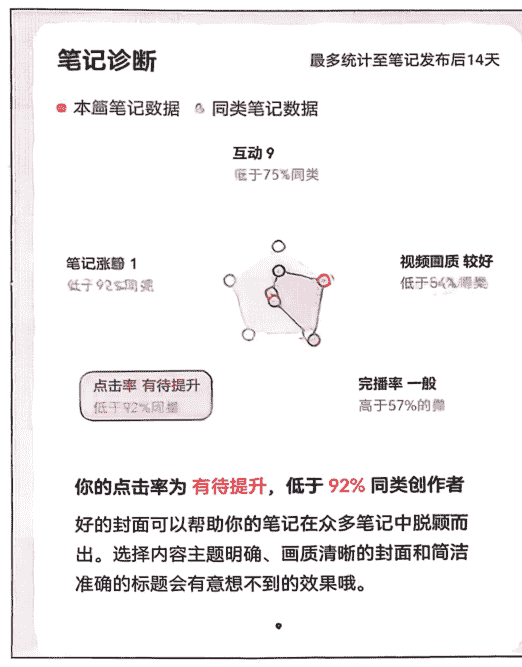 笔记诊断
最多统计至笔记发布后14天
本篇笔记数据
同类笔记数据
互动 9
低于75%同类
笔记涨 1
低于92%同
视频画质 较好
低于
点击率 有待提升
低于92%同
完播率 一般
高于57%的
你的点击率为 有待提升，低于 92% 同类创作者
好的封面可以帮助你的笔记在众多笔记中脱颖而
出。选择内容主题明确、画质清晰的封面和简洁
准确的标题会有意想不到的效果哦。